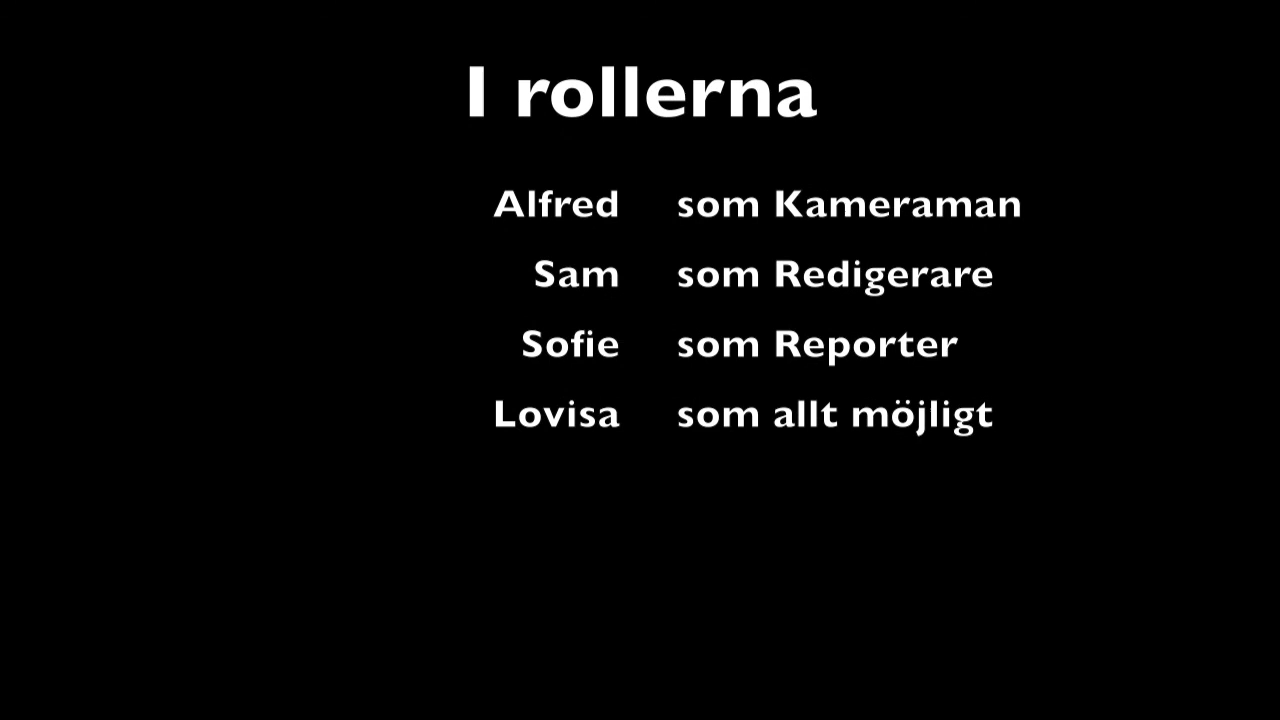 I rollerna
Alfred som Kameraman
Sam som Redigerare
Sofie som Reporter
Lovisa som allt möjligt